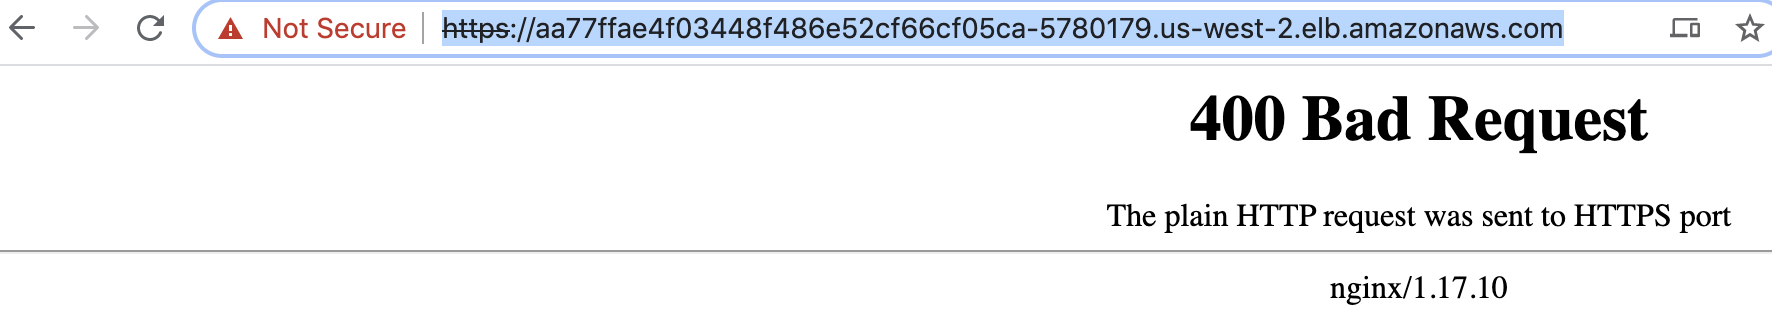 Not Secure https://aa77ffae4f03448f486e52cf66cf05ca-5780179.us-west-2.elb.amazonaws.com
400 Bad Request
The plain HTTP request was sent to HTTPS port
nginx/1.17.10